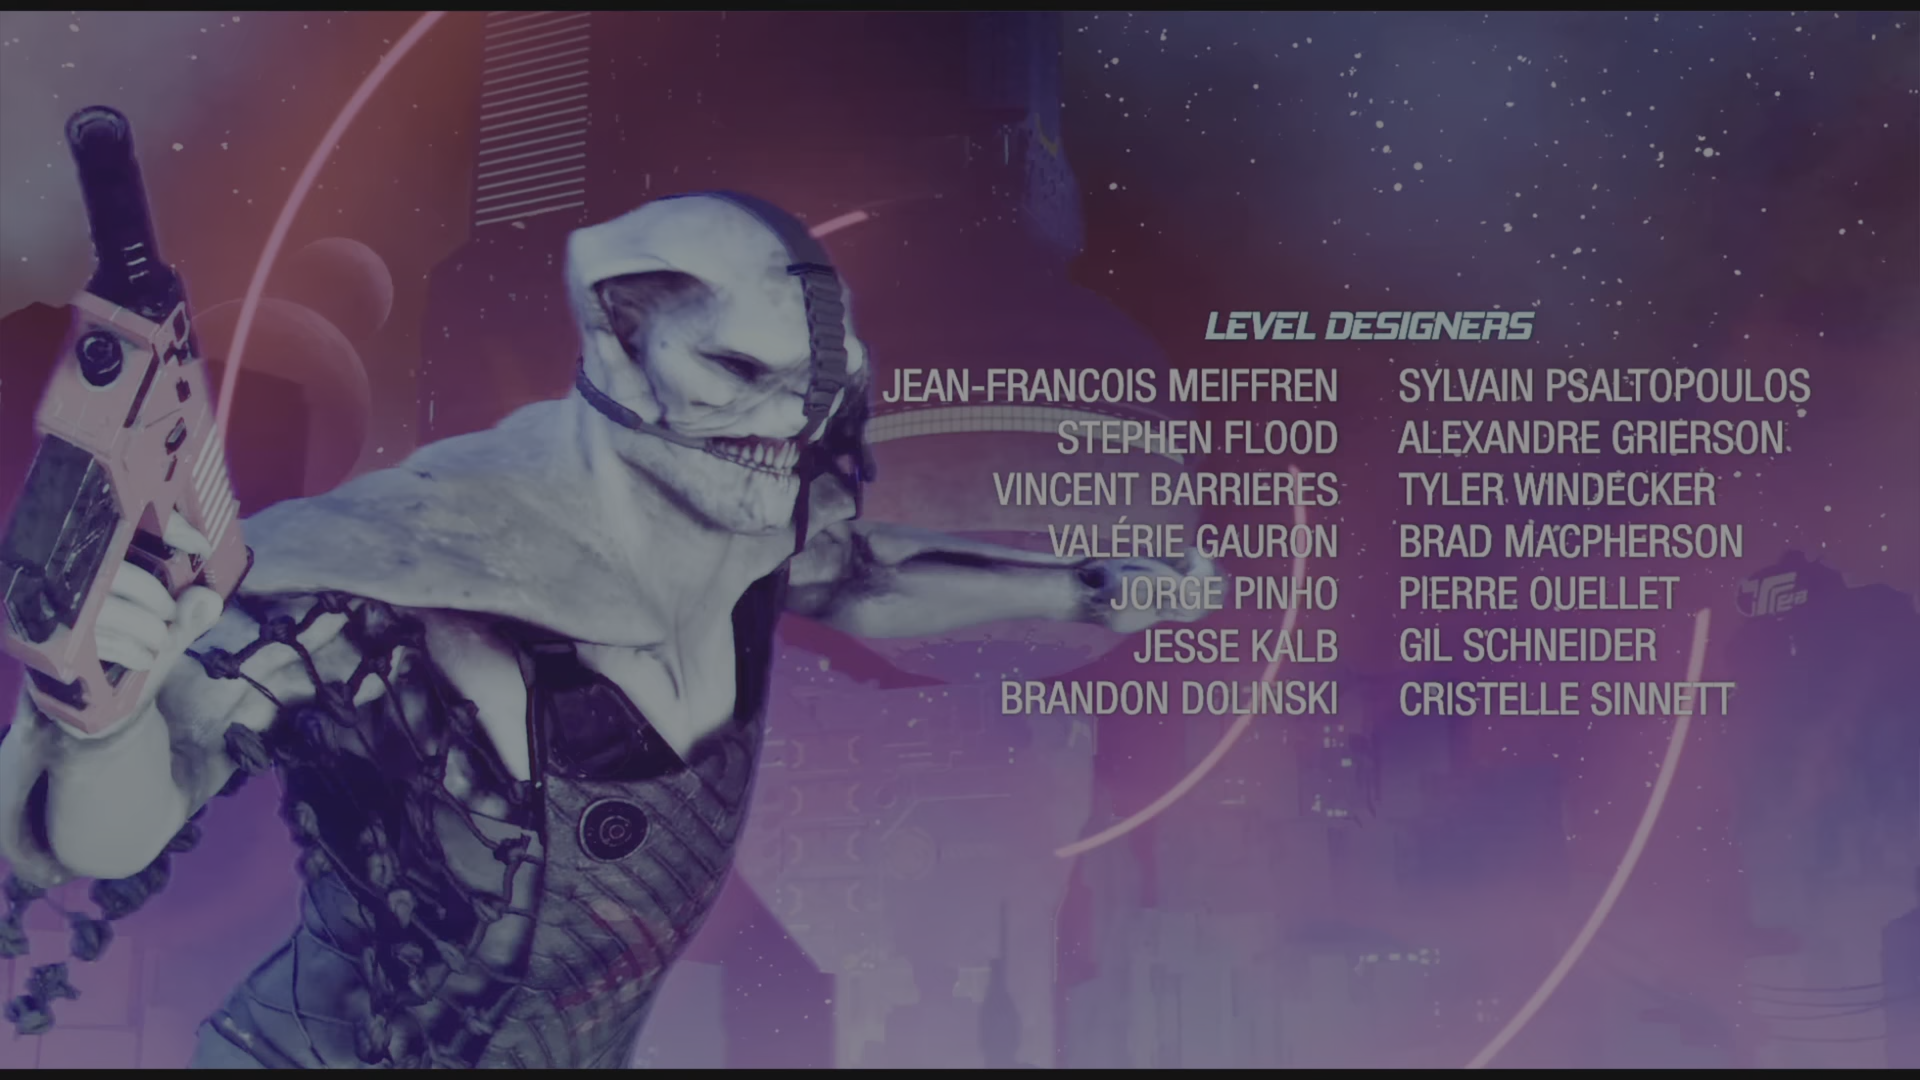 LEVEL DESIGNERS
JEAN-FRANCOIS MEIFFREN SYLVAIN PSALTOPOULOS
STEPHEN FLOOD ALEXANDRE GRIERSON
VINCENT BARRIERES TYLER WINDECKER
VALÉRIE GAURON BRAD MACPHERSON
JORGE PINHO PIERRE OUELLET
JESSE KALB GIL SCHNEIDER
BRANDON DOLINSKI CRISTELLE SINNETT